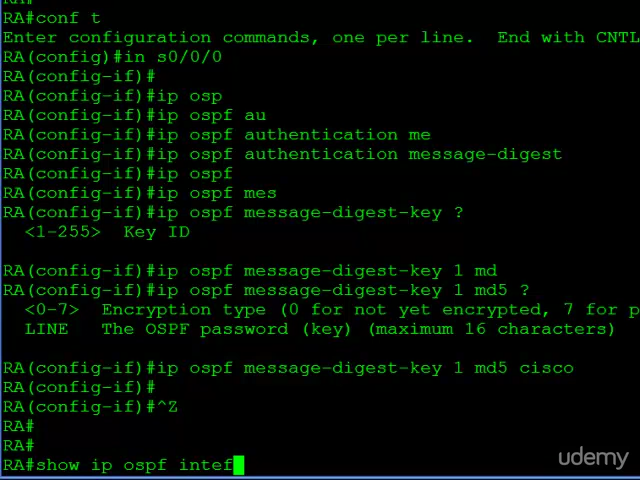 RA#
RA#conf t
Enter configuration commands, one per line.  End with CNTL
RA(config)#in s0/0/0
RA(config-if)#
RA(config-if)#ip osp
RA(config-if)#ip ospf au
RA(config-if)#ip ospf authentication me
RA(config-if)#ip ospf authentication message-digest
RA(config-if)#ip ospf
RA(config-if)#ip ospf mes
RA(config-if)#ip ospf message-digest-key ?
  <1-255>  Key ID
RA(config-if)#ip ospf message-digest-key 1 md
RA(config-if)#ip ospf message-digest-key 1 md5 ?
  <0-7>  Encryption type (0 for not yet encrypted, 7 for p
  LINE   The OSPF password (key) (maximum 16 characters)
RA(config-if)#ip ospf message-digest-key 1 md5 cisco
RA(config-if)#
RA(config-if)#^Z
RA#
RA#
RA#show ip ospf intef
udemy